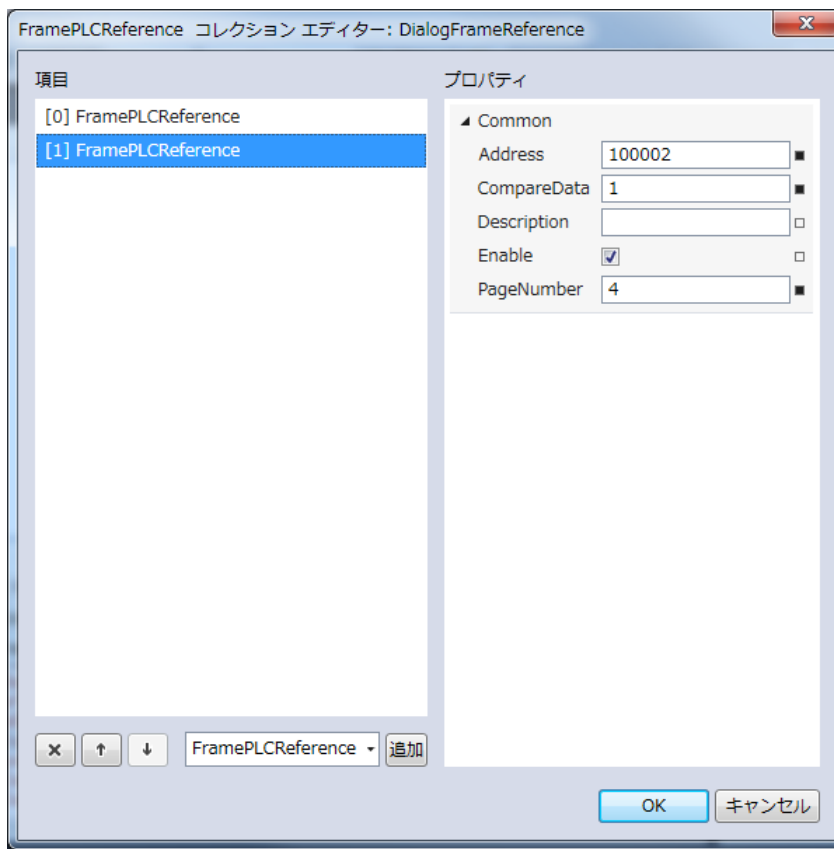 FramePLCReference コレクション エディター: DialogFrameReference
項目
[0] FramePLCReference
[1] FramePLCReference
プロパティ
Common
Address 100002
CompareData 1
Description
Enable
PageNumber 4
FramePLCReference 追加
OK キャンセル